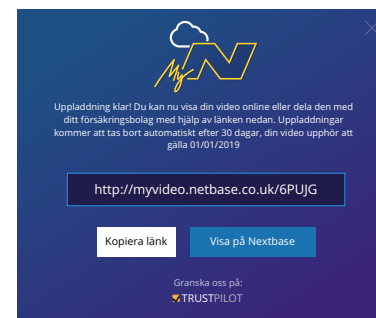 My N
Uppladdning klar! Du kan nu visa din video online eller dela den med
ditt försäkringsbolag med hjälp av länken nedan. Uppladdningar
kommer att tas bort automatiskt efter 30 dagar, din video upphör att
gälla 01/01/2019
http://myvideo.netbase.co.uk/6PUJG
Kopiera länk
Visa på Nextbase
Granska oss på:
TRUSTPILOT